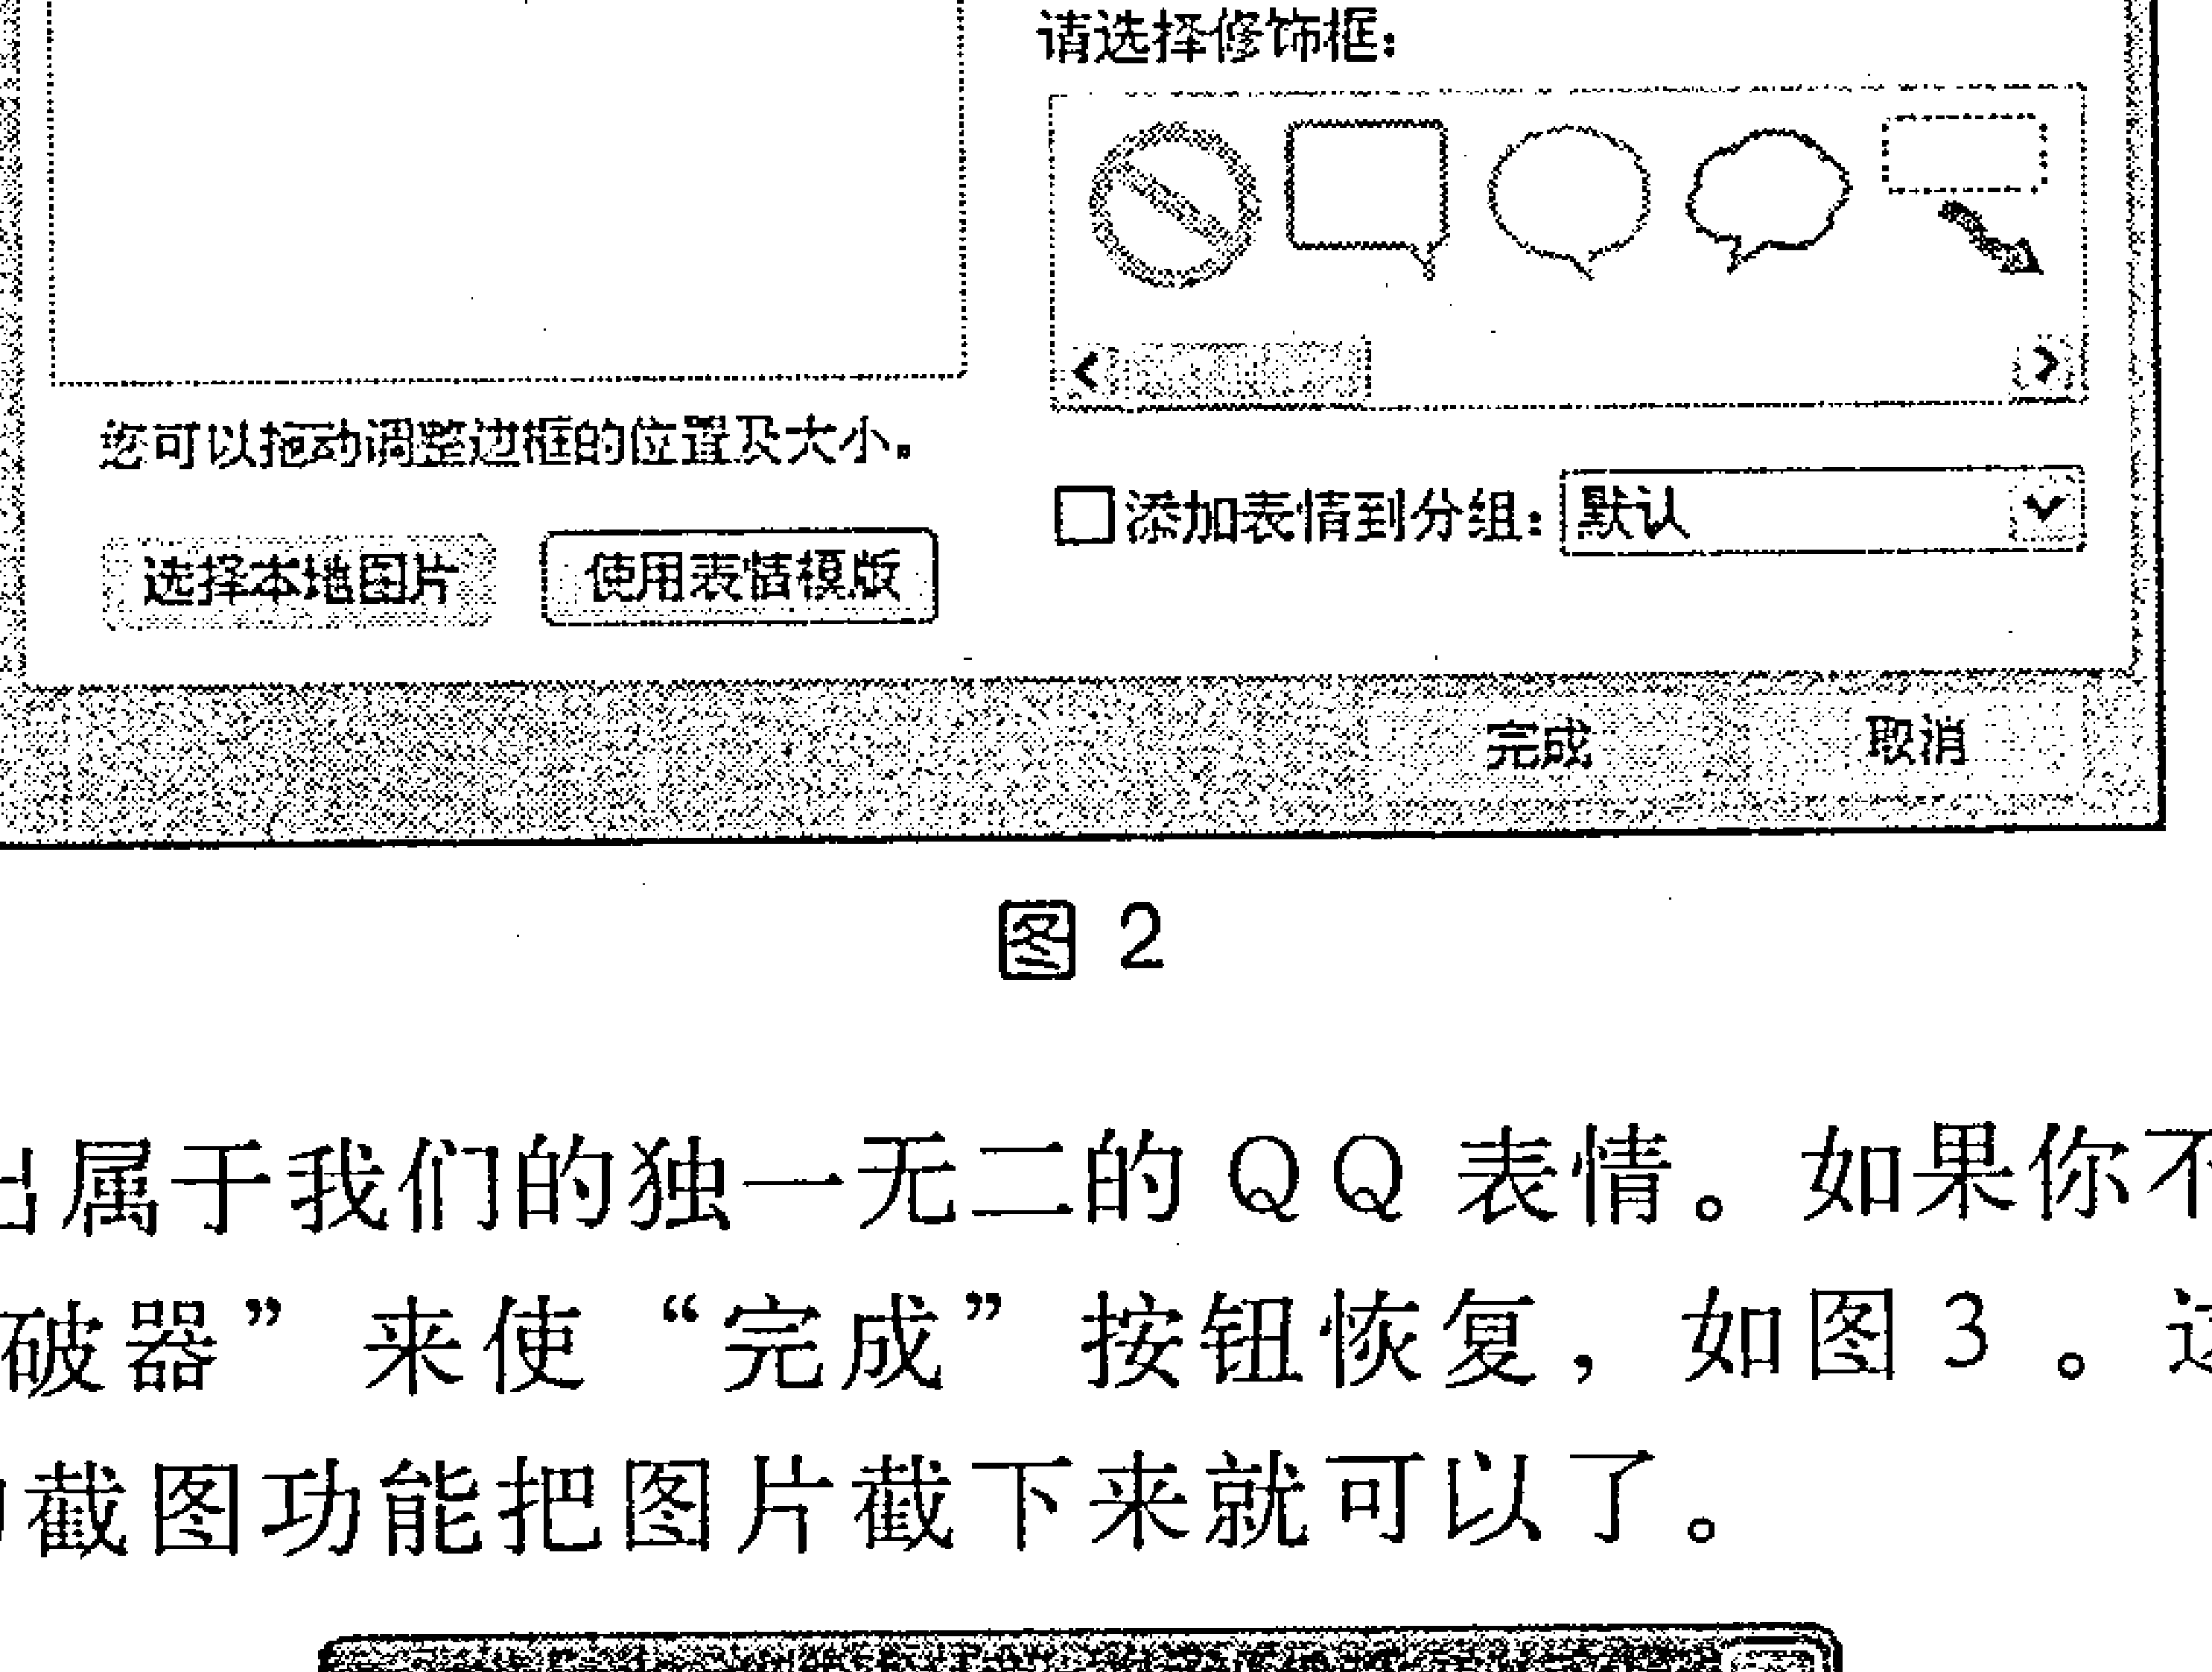 请选择修饰框:
您可以拖动调整边框的位置及大小。
添加表情到分组: 默认
选择本地图片 使用表情模版
完成 取消
图 2
出属于我们的独一无二的QQ表情。如果你不
破器”来使“完成”按钮恢复，如图3。这
截图功能把图片截下来就可以了。